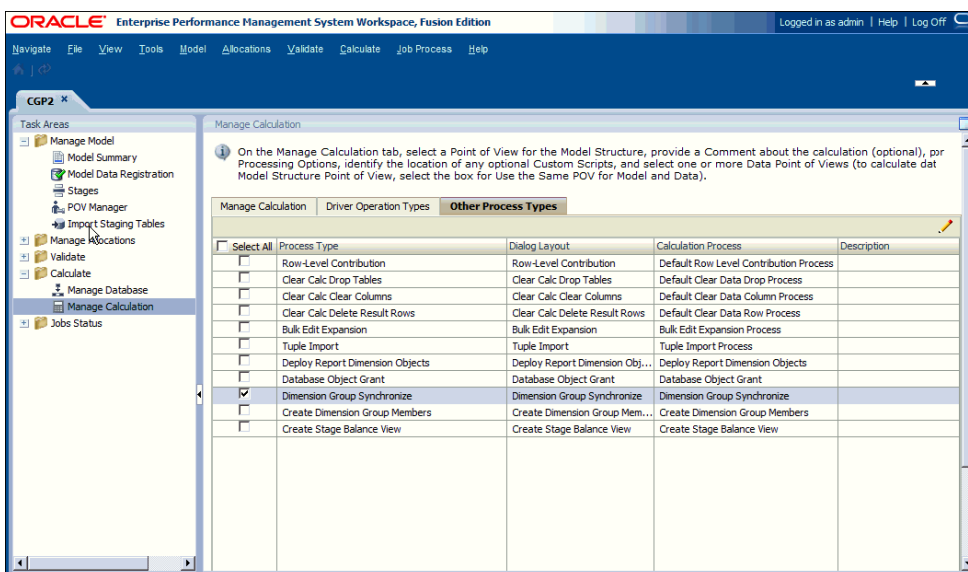 ORACLE Enterprise Performance Management System Workspace, Fusion Edition
Logged in as admin | Help | Log Off
Navigate File View Tools Model Allocations Validate Calculate Job Process Help
CGP2
Task Areas
Manage Model
Model Summary
Model Data Registration
Stages
POV Manager
Import Staging Tables
Manage Allocations
Validate
Calculate
Manage Database
Manage Calculation
Jobs Status
Manage Calculation
On the Manage Calculation tab, select a Point of View for the Model Structure, provide a Comment about the calculation (optional), pr
Processing Options, identify the location of any optional Custom Scripts, and select one or more Data Point of Views (to calculate dat
Model Structure Point of View, select the box for Use the Same POV for Model and Data).
Manage Calculation Driver Operation Types Other Process Types
Select All Process Type Dialog Layout Calculation Process Description
Row-Level Contribution Row-Level Contribution Default Row Level Contribution Process
Clear Calc Drop Tables Clear Calc Drop Tables Default Clear Data Drop Process
Clear Calc Clear Columns Clear Calc Clear Columns Default Clear Data Column Process
Clear Calc Delete Result Rows Clear Calc Delete Result Rows Default Clear Data Row Process
Bulk Edit Expansion Bulk Edit Expansion Bulk Edit Expansion Process
Tuple Import Tuple Import Tuple Import Process
Deploy Report Dimension Objects Deploy Report Dimension Obj... Deploy Report Dimension Objects
Database Object Grant Database Object Grant Database Object Grant
Dimension Group Synchronize Dimension Group Synchronize Dimension Group Synchronize
Create Dimension Group Members Create Dimension Group Mem... Create Dimension Group Members
Create Stage Balance View Create Stage Balance View Create Stage Balance View